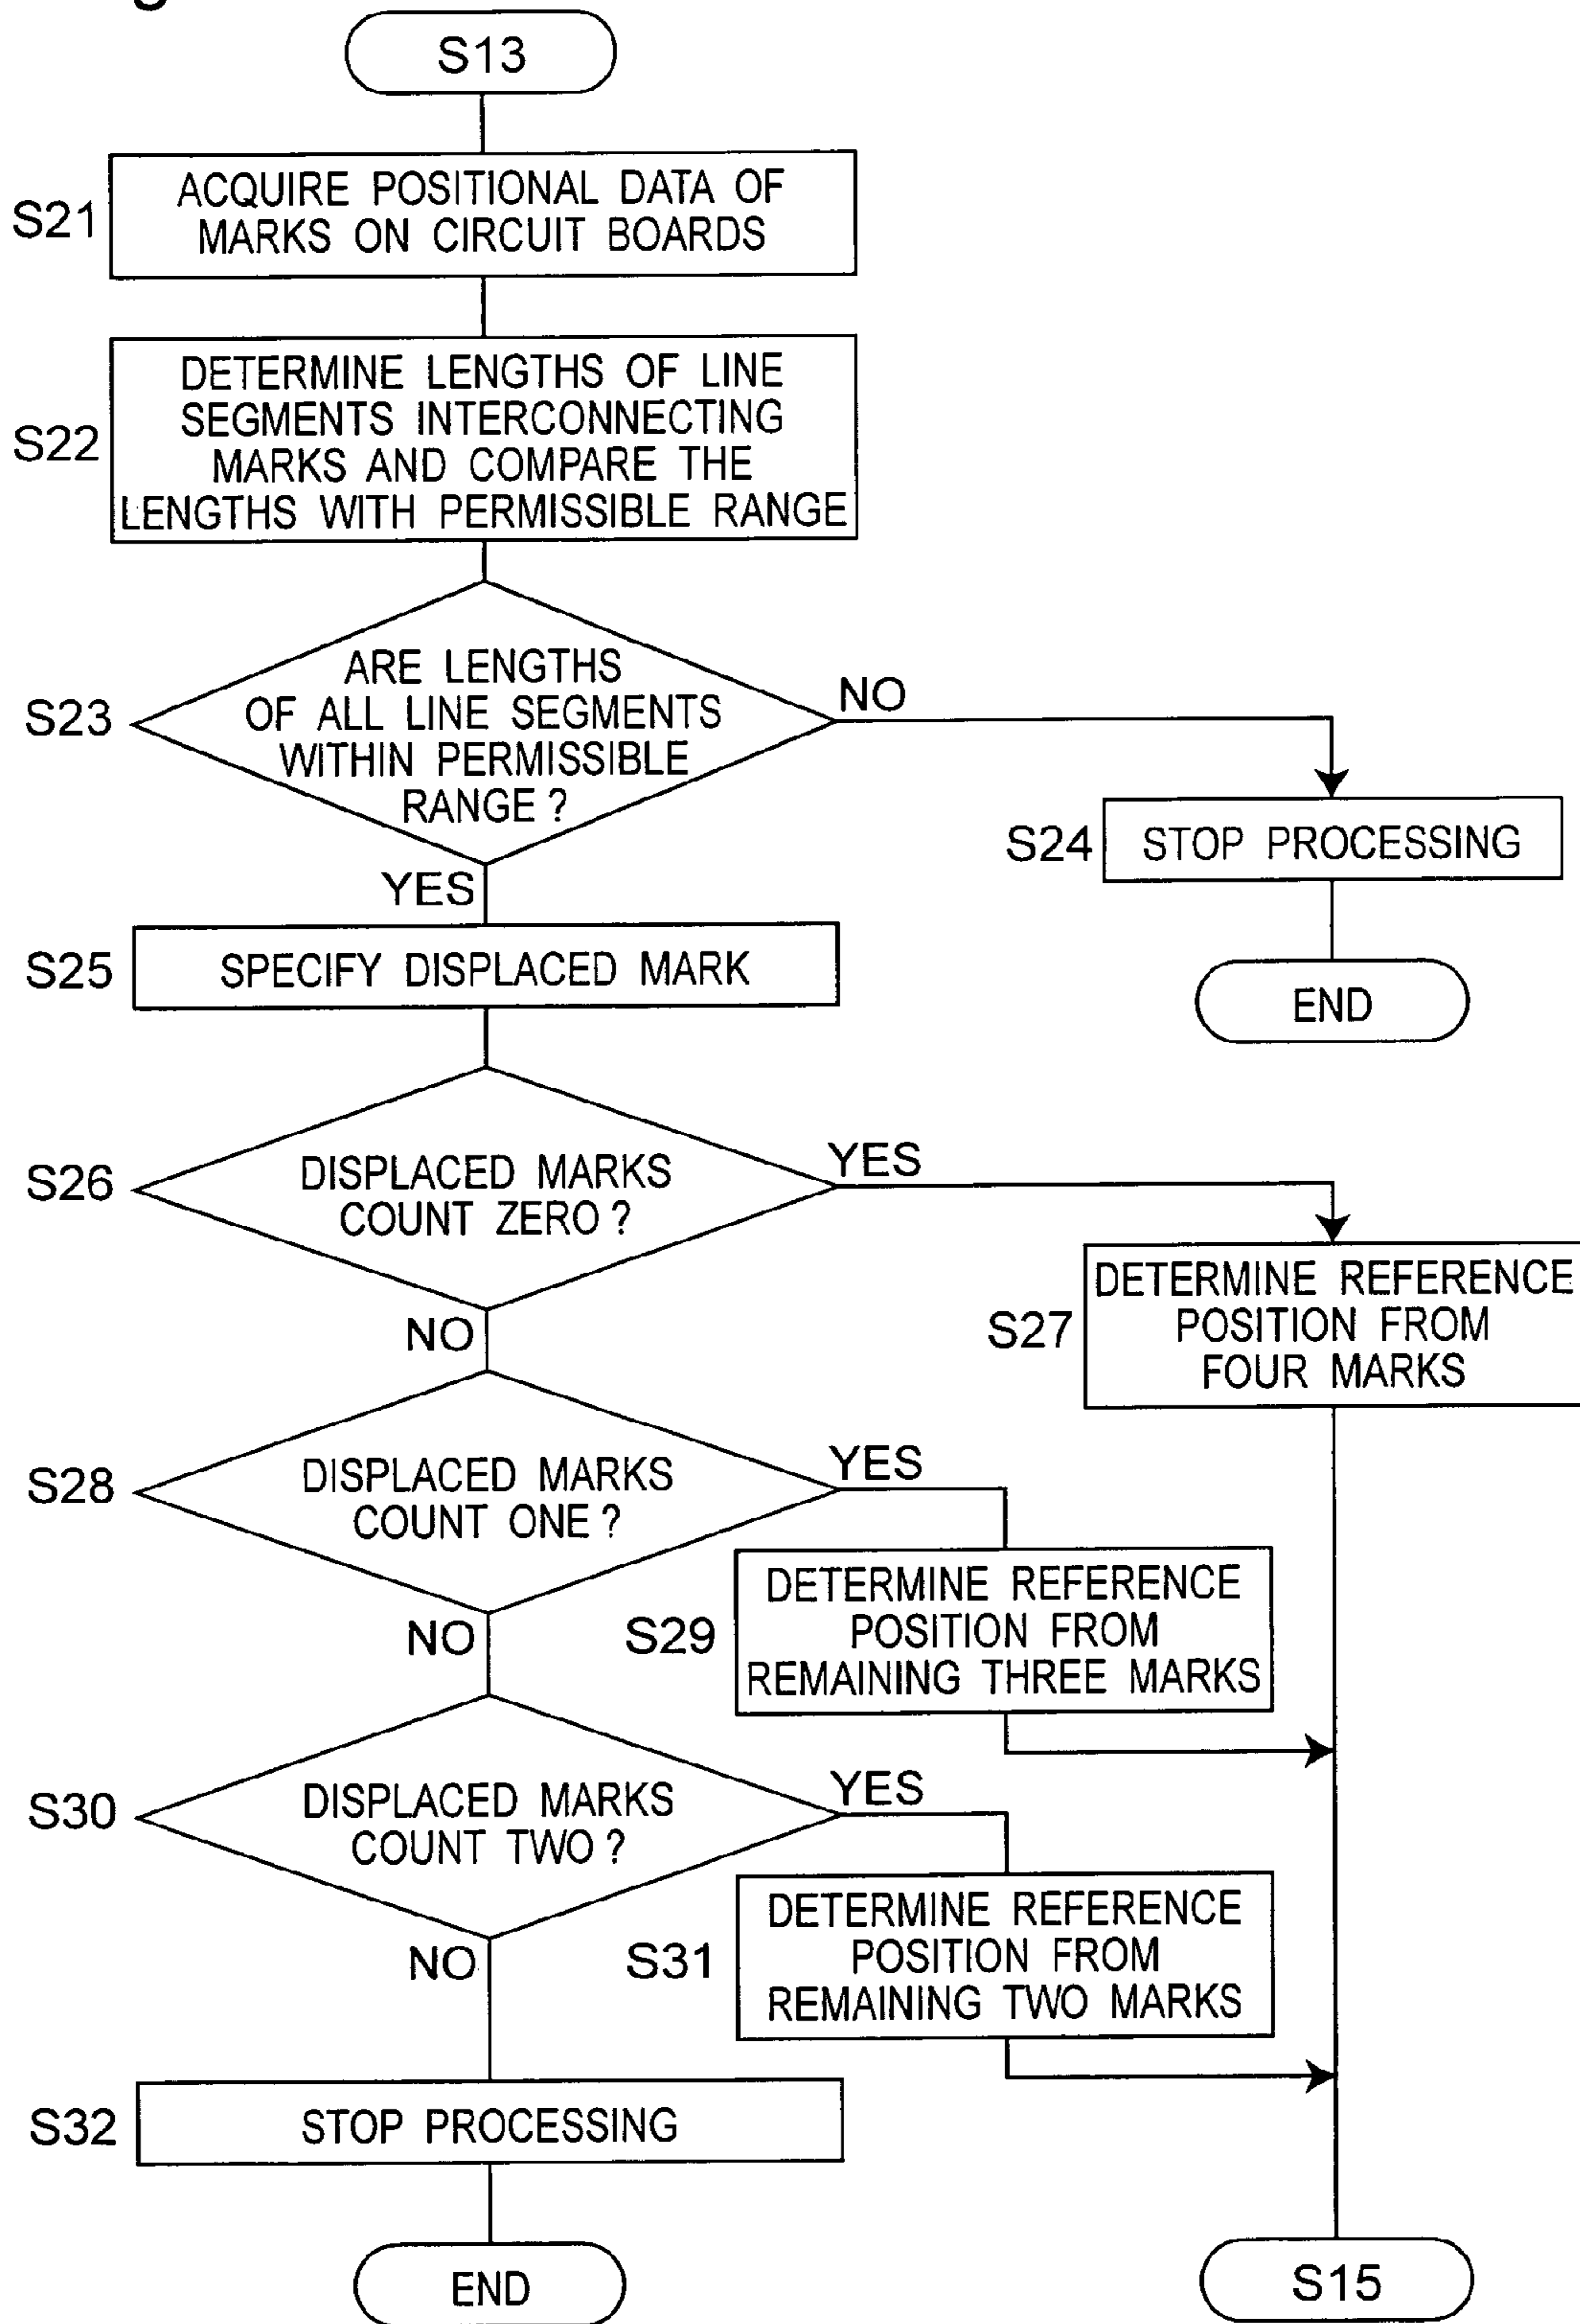 S13
S21
ACQUIRE POSITIONAL DATA OF
MARKS ON CIRCUIT BOARDS
S22
DETERMINE LENGTHS OF LINE
SEGMENTS INTERCONNECTING
MARKS AND COMPARE THE
LENGTHS WITH PERMISSIBLE RANGE
S23
ARE LENGTHS
OF ALL LINE SEGMENTS
WITHIN PERMISSIBLE
RANGE ?
NO
S24
STOP PROCESSING
END
YES
S25
SPECIFY DISPLACED MARK
S26
DISPLACED MARKS
COUNT ZERO ?
YES
S27
DETERMINE REFERENCE
POSITION FROM
FOUR MARKS
NO
S28
DISPLACED MARKS
COUNT ONE ?
YES
S29
DETERMINE REFERENCE
POSITION FROM
REMAINING THREE MARKS
NO
S30
DISPLACED MARKS
COUNT TWO ?
YES
S31
DETERMINE REFERENCE
POSITION FROM
REMAINING TWO MARKS
NO
S32
STOP PROCESSING
END
S15